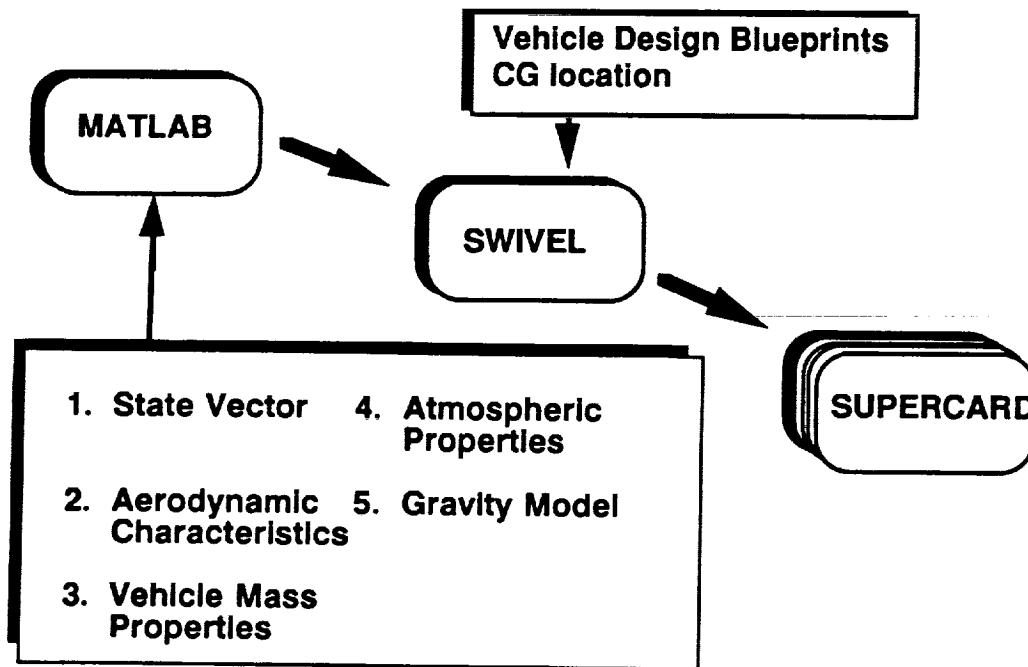 Vehicle Design Blueprints
CG location
MATLAB
SWIVEL
SUPERCARD
1. State Vector
2. Aerodynamic
Characteristics
3. Vehicle Mass
Properties
4. Atmospheric
Properties
5. Gravity Model